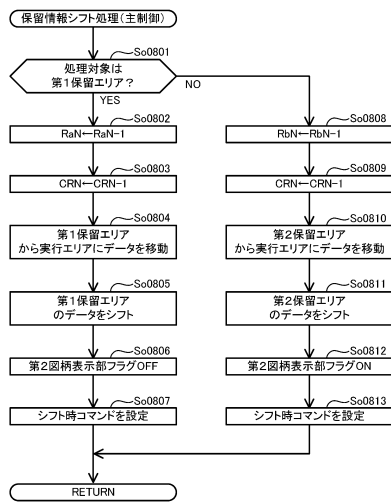 保留情報シフト処理(主制御)
So0801
処理対象は
第1保留エリア?
YES
NO
So0802
RaN←RaN-1
So0803
CRN←CRN-1
So0804
第1保留エリア
から実行エリアにデータを移動
So0805
第1保留エリア
のデータをシフト
So0806
第2図柄表示部フラグOFF
So0807
シフト時コマンドを設定
So0808
RbN←RbN-1
So0809
CRN←CRN-1
So0810
第2保留エリア
から実行エリアにデータを移動
So0811
第2保留エリア
のデータをシフト
So0812
第2図柄表示部フラグON
So0813
シフト時コマンドを設定
RETURN